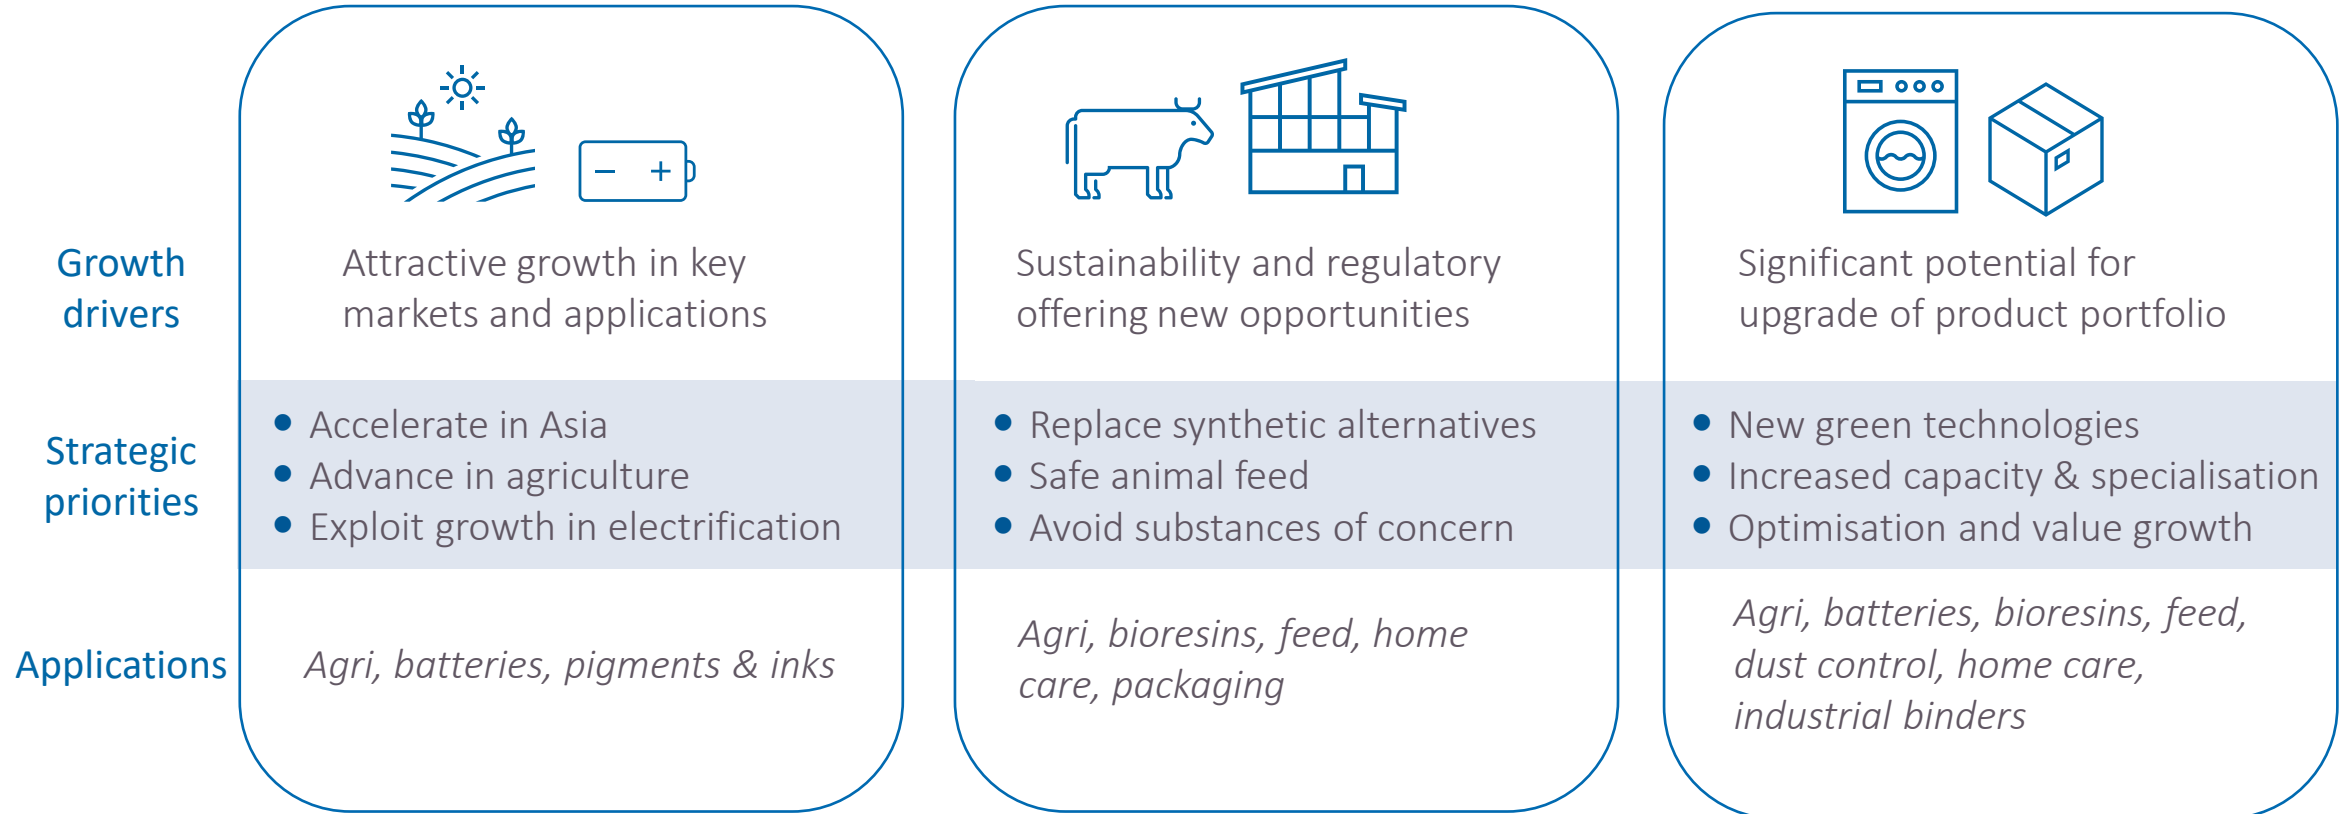 Growth
drivers
Attractive growth in key
markets and applications
Sustainability and regulatory
offering new opportunities
Significant potential for
upgrade of product portfolio
Strategic
priorities
• Accelerate in Asia
• Advance in agriculture
• Exploit growth in electrification
• Replace synthetic alternatives
• Safe animal feed
• Avoid substances of concern
• New green technologies
• Increased capacity & specialisation
• Optimisation and value growth
Applications
Agri, batteries, pigments & inks
Agri, bioresins, feed, home
care, packaging
Agri, batteries, bioresins, feed,
dust control, home care,
industrial binders